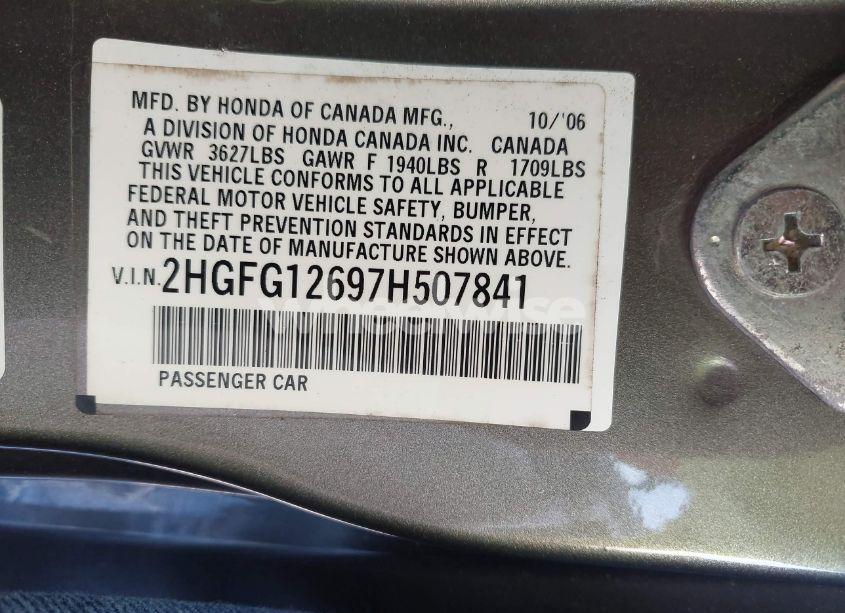 MFD. BY HONDA OF CANADA MFG., 10/'06
A DIVISION OF HONDA CANADA INC. CANADA
GVWR 3627LBS GAWR F 1940LBS R 1709LBS
THIS VEHICLE CONFORMS TO ALL APPLICABLE
FEDERAL MOTOR VEHICLE SAFETY, BUMPER,
AND THEFT PREVENTION STANDARDS IN EFFECT
ON THE DATE OF MANUFACTURE SHOWN ABOVE.
V.I.N. 2HGFG12697H507841
Wheelwise
PASSENGER CAR